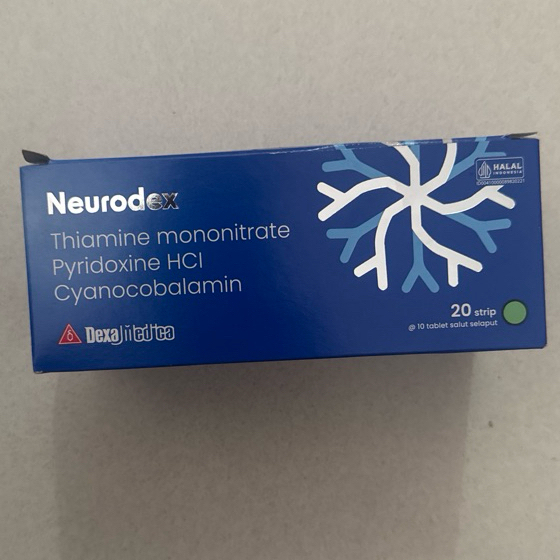 Neurodex
Thiamine mononitrate
Pyridoxine HCl
Cyanocobalamin
Dexa Medica
HALAL
INDONESIA
20 strip
@ 10 tablet salut selaput